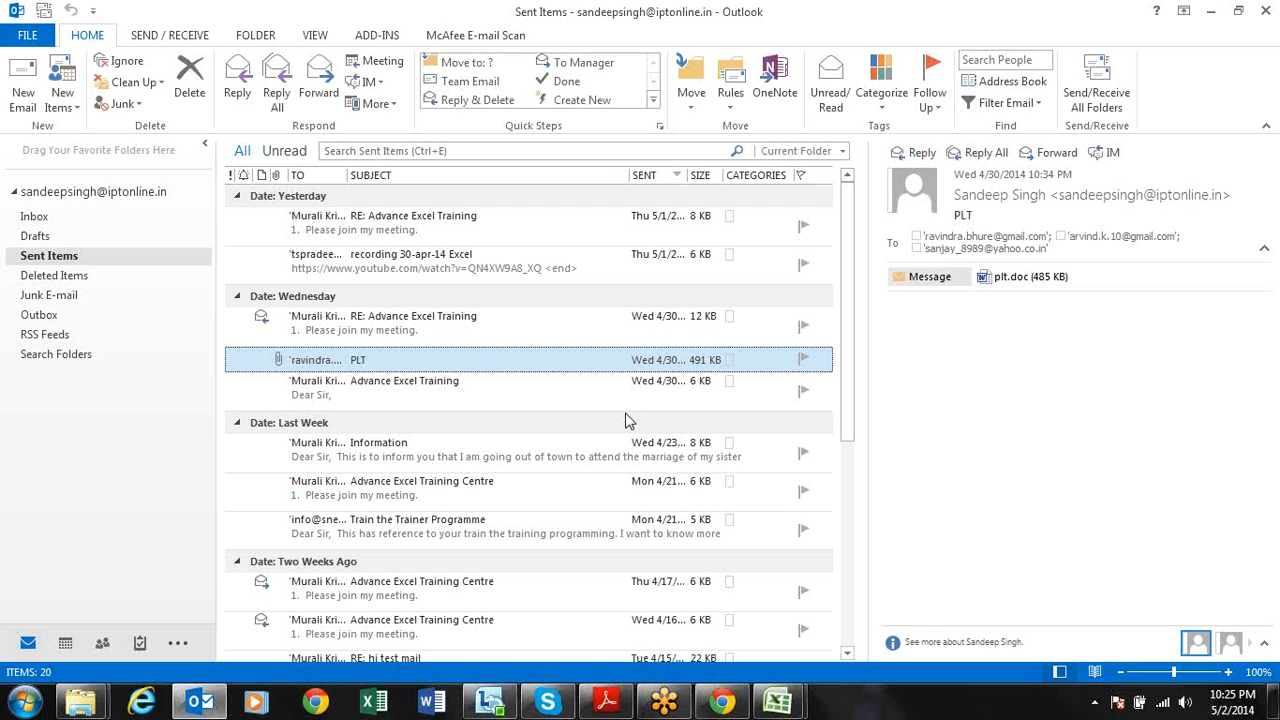 Sent Items - sandeepsingh@iptonline.in - Outlook
FILE HOME SEND / RECEIVE FOLDER VIEW ADD-INS McAfee E-mail Scan
New Email
New Items
New
Ignore
Clean Up
Junk
Delete
Delete
Reply
Reply All
Forward
Meeting
IM
More
Respond
Move to: ?
Team Email
Reply & Delete
To Manager
Done
Create New
Quick Steps
Move
Rules
OneNote
Move
Unread/ Read
Categorize
Follow Up
Tags
Search People
Address Book
Filter Email
Find
Send/Receive All Folders
Send/Receive
Drag Your Favorite Folders Here
sandeepsingh@iptonline.in
Inbox
Drafts
Sent Items
Deleted Items
Junk E-mail
Outbox
RSS Feeds
Search Folders
All Unread Search Sent Items (Ctrl+E) Current Folder
! TO SUBJECT SENT SIZE CATEGORIES
Date: Yesterday
'Murali Kri... RE: Advance Excel Training Thu 5/1/2... 8 KB
1. Please join my meeting.
'tspradee... recording 30-apr-14 Excel Thu 5/1/2... 6 KB
https://www.youtube.com/watch?v=QN4XW9A8_XQ <end>
Date: Wednesday
'Murali Kri... RE: Advance Excel Training Wed 4/30... 12 KB
1. Please join my meeting.
'ravindra.... PLT Wed 4/30... 491 KB
'Murali Kri... Advance Excel Training Wed 4/30... 6 KB
Dear Sir,
Date: Last Week
'Murali Kri... Information Wed 4/23... 8 KB
Dear Sir, This is to inform you that I am going out of town to attend the marriage of my sister
'Murali Kri... Advance Excel Training Centre Mon 4/21... 6 KB
1. Please join my meeting.
'info@sne... Train the Trainer Programme Mon 4/21... 5 KB
Dear Sir, This has reference to your train the training programming. I want to know more
Date: Two Weeks Ago
'Murali Kri... Advance Excel Training Centre Thu 4/17/... 6 KB
1. Please join my meeting.
'Murali Kri... Advance Excel Training Centre Wed 4/16... 6 KB
1. Please join my meeting.
'Murali Kri... RE: hi test mail Tue 4/15/... 22 KB
Reply Reply All Forward IM
Wed 4/30/2014 10:34 PM
Sandeep Singh <sandeepsingh@iptonline.in>
PLT
To 'ravindra.bhure@gmail.com'; 'arvind.k.10@gmail.com';
'sanjay_8989@yahoo.co.in'
Message plt.doc (485 KB)
See more about Sandeep Singh.
ITEMS: 20 100%
10:25 PM
5/2/2014